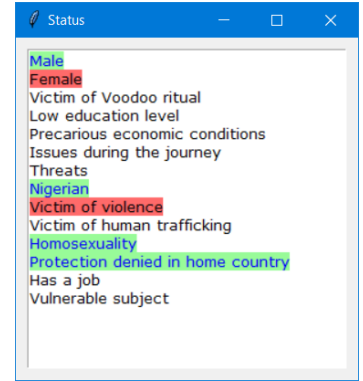 Status
Male
Female
Victim of Voodoo ritual
Low education level
Precarious economic conditions
Issues during the journey
Threats
Nigerian
Victim of violence
Victim of human trafficking
Homosexuality
Protection denied in home country
Has a job
Vulnerable subject